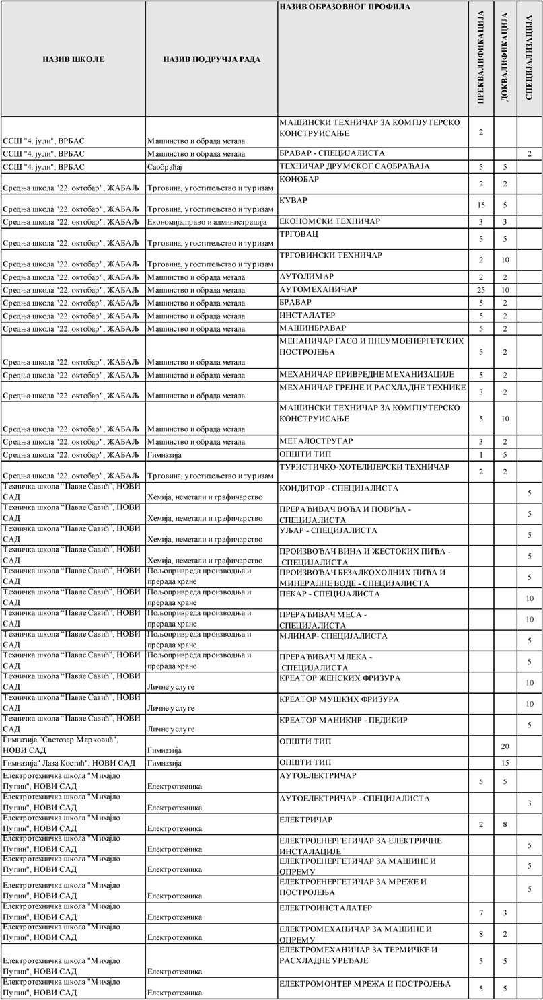 НАЗИВ ШКОЛЕ НАЗИВ ПОДРУЧЈА РАДА НАЗИВ ОБРАЗОВНОГ ПРОФИЛА ПРЕКВАЛИФИКАЦИЈА ДОКВАЛИФИКАЦИЈА СПЕЦИЈАЛИЗАЦИЈА
МАШИНСКИ ТЕХНИЧАР ЗА КОМПЈУТЕРСКО
КОНСТРУИСАЊЕ 2
ССШ "4. јули", ВРБАС Машинство и обрада метала
ССШ "4. јули", ВРБАС Машинство и обрада метала БРАВАР - СПЕЦИЈАЛИСТА 2
ССШ "4. јули", ВРБАС Саобраћај ТЕХНИЧАР ДРУМСКОГ САОБРАЋАЈА 5 5
Средња школа "22. октобар", ЖАБАЉ Трговина, угоститељство и туризам КОНОБАР 2 2
Средња школа "22. октобар", ЖАБАЉ Трговина, угоститељство и туризам КУВАР 15 5
Средња школа "22. октобар", ЖАБАЉ Економија,право и администрација ЕКОНОМСКИ ТЕХНИЧАР 3 3
Средња школа "22. октобар", ЖАБАЉ Трговина, угоститељство и туризам ТРГОВАЦ 5 5
Средња школа "22. октобар", ЖАБАЉ Трговина, угоститељство и туризам ТРГОВИНСКИ ТЕХНИЧАР 2 10
Средња школа "22. октобар", ЖАБАЉ Машинство и обрада метала АУТОЛИМАР 2 2
Средња школа "22. октобар", ЖАБАЉ Машинство и обрада метала АУТОМЕХАНИЧАР 25 10
Средња школа "22. октобар", ЖАБАЉ Машинство и обрада метала БРАВАР 5 2
Средња школа "22. октобар", ЖАБАЉ Машинство и обрада метала ИНСТАЛАТЕР 5 2
Средња школа "22. октобар", ЖАБАЉ Машинство и обрада метала МАШИНБРАВАР 5 2
МЕНАНИЧАР ГАСО И ПНЕУМОЕНЕРГЕТСКИХ
ПОСТРОЈЕЊА 5 2
Средња школа "22. октобар", ЖАБАЉ Машинство и обрада метала
Средња школа "22. октобар", ЖАБАЉ Машинство и обрада метала МЕХАНИЧАР ПРИВРЕДНЕ МЕХАНИЗАЦИЈЕ 5 2
Средња школа "22. октобар", ЖАБАЉ Машинство и обрада метала МЕХАНИЧАР ГРЕЈНЕ И РАСХЛАДНЕ ТЕХНИКЕ 3 2
МАШИНСКИ ТЕХНИЧАР ЗА КОМПЈУТЕРСКО
КОНСТРУИСАЊЕ 5 10
Средња школа "22. октобар", ЖАБАЉ Машинство и обрада метала
Средња школа "22. октобар", ЖАБАЉ Машинство и обрада метала МЕТАЛОСТРУГАР 3 2
Средња школа "22. октобар", ЖАБАЉ Гимназија ОПШТИ ТИП 1 5
Средња школа "22. октобар", ЖАБАЉ Трговина, угоститељство и туризам ТУРИСТИЧКО-ХОТЕЛИЈЕРСКИ ТЕХНИЧАР 2 2
Техничка школа “Павле Савић”, НОВИ КОНДИТОР - СПЕЦИЈАЛИСТА
САД Хемија, неметали и графичарство 5
Техничка школа “Павле Савић”, НОВИ ПРЕРАЂИВАЧ ВОЋА И ПОВРЋА -
САД Хемија, неметали и графичарство СПЕЦИЈАЛИСТА 5
Техничка школа “Павле Савић”, НОВИ УЉАР - СПЕЦИЈАЛИСТА
САД Хемија, неметали и графичарство 5
Техничка школа “Павле Савић”, НОВИ ПРОИЗВОЂАЧ ВИНА И ЖЕСТОКИХ ПИЋА -
САД Хемија, неметали и графичарство СПЕЦИЈАЛИСТА 5
Техничка школа “Павле Савић”, НОВИ Пољопривреда производња и ПРОИЗВОЂАЧ БЕЗАЛКОХОЛНИХ ПИЋА И
САД прерада хране МИНЕРАЛНЕ ВОДЕ - СПЕЦИЈАЛИСТА 5
Техничка школа “Павле Савић”, НОВИ Пољопривреда производња и ПЕКАР - СПЕЦИЈАЛИСТА
САД прерада хране 10
Техничка школа “Павле Савић”, НОВИ Пољопривреда производња и ПРЕРАЂИВАЧ МЕСА -
САД прерада хране СПЕЦИЈАЛИСТА 10
Техничка школа “Павле Савић”, НОВИ Пољопривреда производња и МЛИНАР- СПЕЦИЈАЛИСТА
САД прерада хране 5
Техничка школа “Павле Савић”, НОВИ Пољопривреда производња и ПРЕРАЂИВАЧ МЛЕКА -
САД прерада хране СПЕЦИЈАЛИСТА 5
Техничка школа “Павле Савић”, НОВИ КРЕАТОР ЖЕНСКИХ ФРИЗУРА
САД Личне услуге 10
Техничка школа “Павле Савић”, НОВИ КРЕАТОР МУШКИХ ФРИЗУРА
САД Личне услуге 10
Техничка школа “Павле Савић”, НОВИ КРЕАТОР МАНИКИР - ПЕДИКИР
САД Личне услуге 5
Гимназија "Светозар Марковић", ОПШТИ ТИП
НОВИ САД Гимназија 20
Гимназија" Лаза Костић", НОВИ САД Гимназија ОПШТИ ТИП 15
Електротехничка школа "Михајло АУТОЕЛЕКТРИЧАР
Пупин", НОВИ САД Електротехника 5 5
Електротехничка школа "Михајло АУТОЕЛЕКТРИЧАР - СПЕЦИЈАЛИСТА
Пупин", НОВИ САД Електротехника 3
Електротехничка школа "Михајло ЕЛЕКТРИЧАР
Пупин", НОВИ САД Електротехника 2 8
Електротехничка школа "Михајло ЕЛЕКТРОЕНЕРГЕТИЧАР ЗА ЕЛЕКТРИЧНЕ
Пупин", НОВИ САД Електротехника ИНСТАЛАЦИЈЕ 5
Електротехничка школа "Михајло ЕЛЕКТРОЕНЕРГЕТИЧАР ЗА МАШИНЕ И
Пупин", НОВИ САД Електротехника ОПРЕМУ 5
Електротехничка школа "Михајло ЕЛЕКТРОЕНЕРГЕТИЧАР ЗА МРЕЖЕ И
Пупин", НОВИ САД Електротехника ПОСТРОЈЕЊА 5
Електротехничка школа "Михајло ЕЛЕКТРОИНСТАЛАТЕР
Пупин", НОВИ САД Електротехника 7 3
Електротехничка школа "Михајло ЕЛЕКТРОМЕХАНИЧАР ЗА МАШИНЕ И
Пупин", НОВИ САД Електротехника ОПРЕМУ 8 2
ЕЛЕКТРОМЕХАНИЧАР ЗА ТЕРМИЧКЕ И
Електротехничка школа "Михајло РАСХЛАДНЕ УРЕЂАЈЕ 5 5
Пупин", НОВИ САД Електротехника
Електротехничка школа "Михајло ЕЛЕКТРОМОНТЕР МРЕЖА И ПОСТРОЈЕЊА
Пупин", НОВИ САД Електротехника 5 5